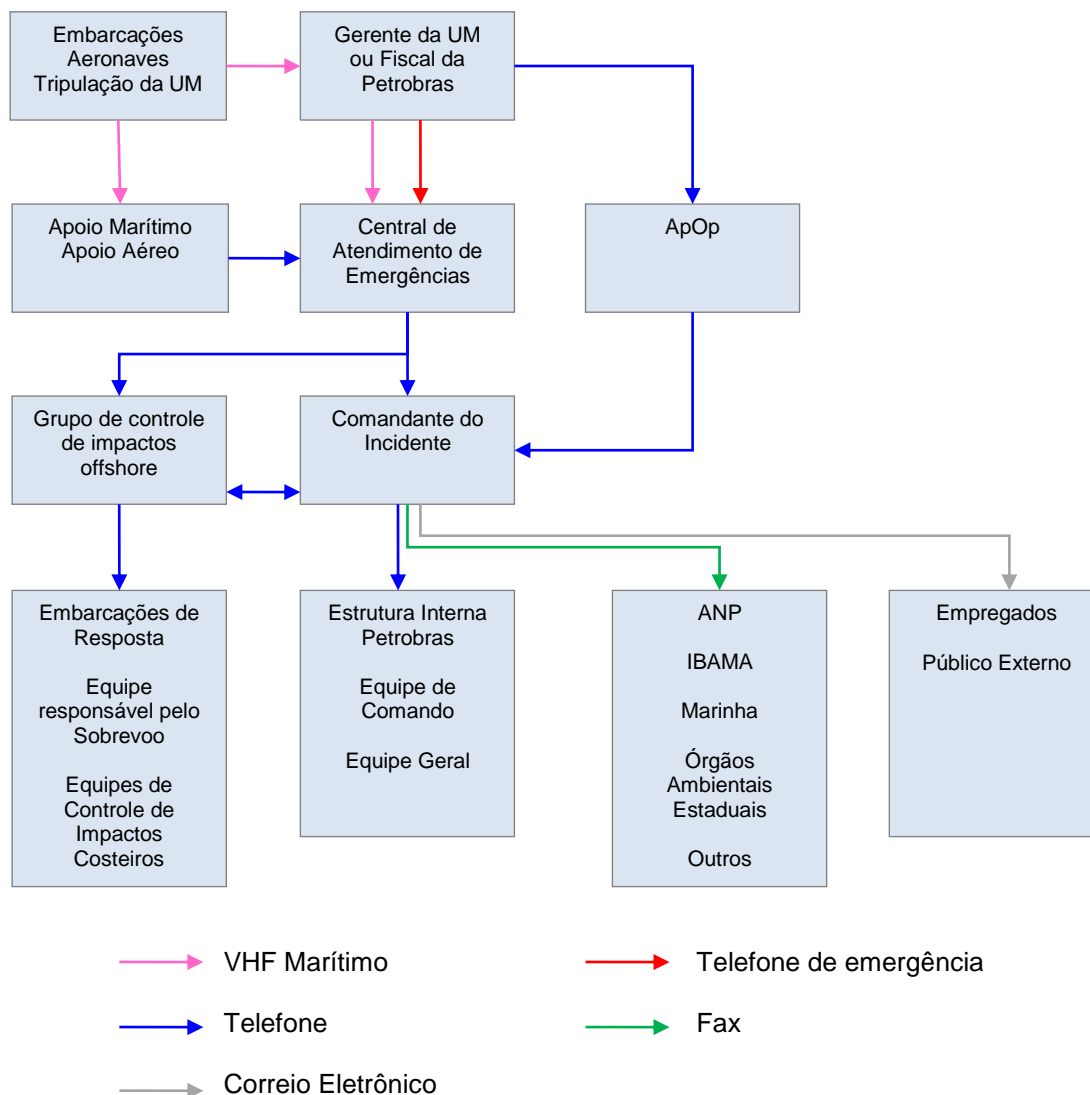 Embarcações
Aeronaves
Tripulação da UM
Gerente da UM
ou Fiscal da
Petrobras
Apoio Marítimo
Apoio Aéreo
Central de
Atendimento de
Emergências
ApOp
Grupo de controle
de impactos
offshore
Comandante do
Incidente
Embarcações de
Resposta
Equipe
responsável pelo
Sobrevoo
Equipes de
Controle de
Impactos
Costeiros
Estrutura Interna
Petrobras
Equipe de
Comando
Equipe Geral
ANP
IBAMA
Marinha
Órgãos
Ambientais
Estaduais
Outros
Empregados
Público Externo
VHF Marítimo
Telefone de emergência
Telefone
Fax
Correio Eletrônico